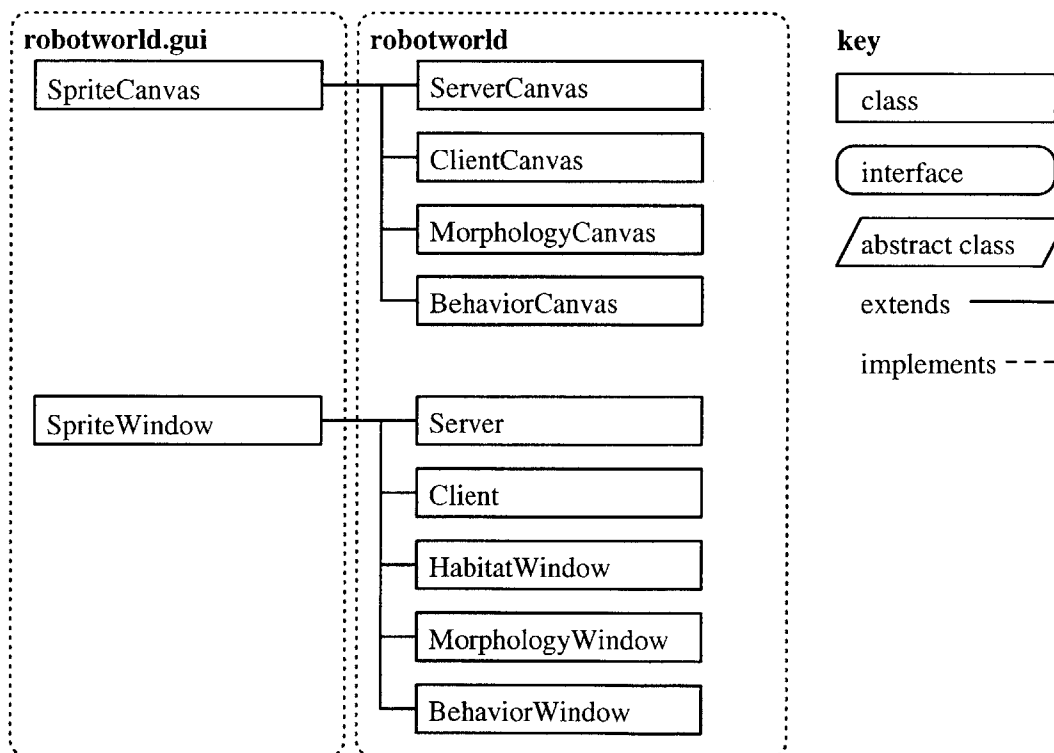 robotworld.gui
SpriteCanvas
SpriteWindow
robotworld
ServerCanvas
ClientCanvas
MorphologyCanvas
BehaviorCanvas
Server
Client
HabitatWindow
MorphologyWindow
BehaviorWindow
key
class
interface
abstract class
extends
implements